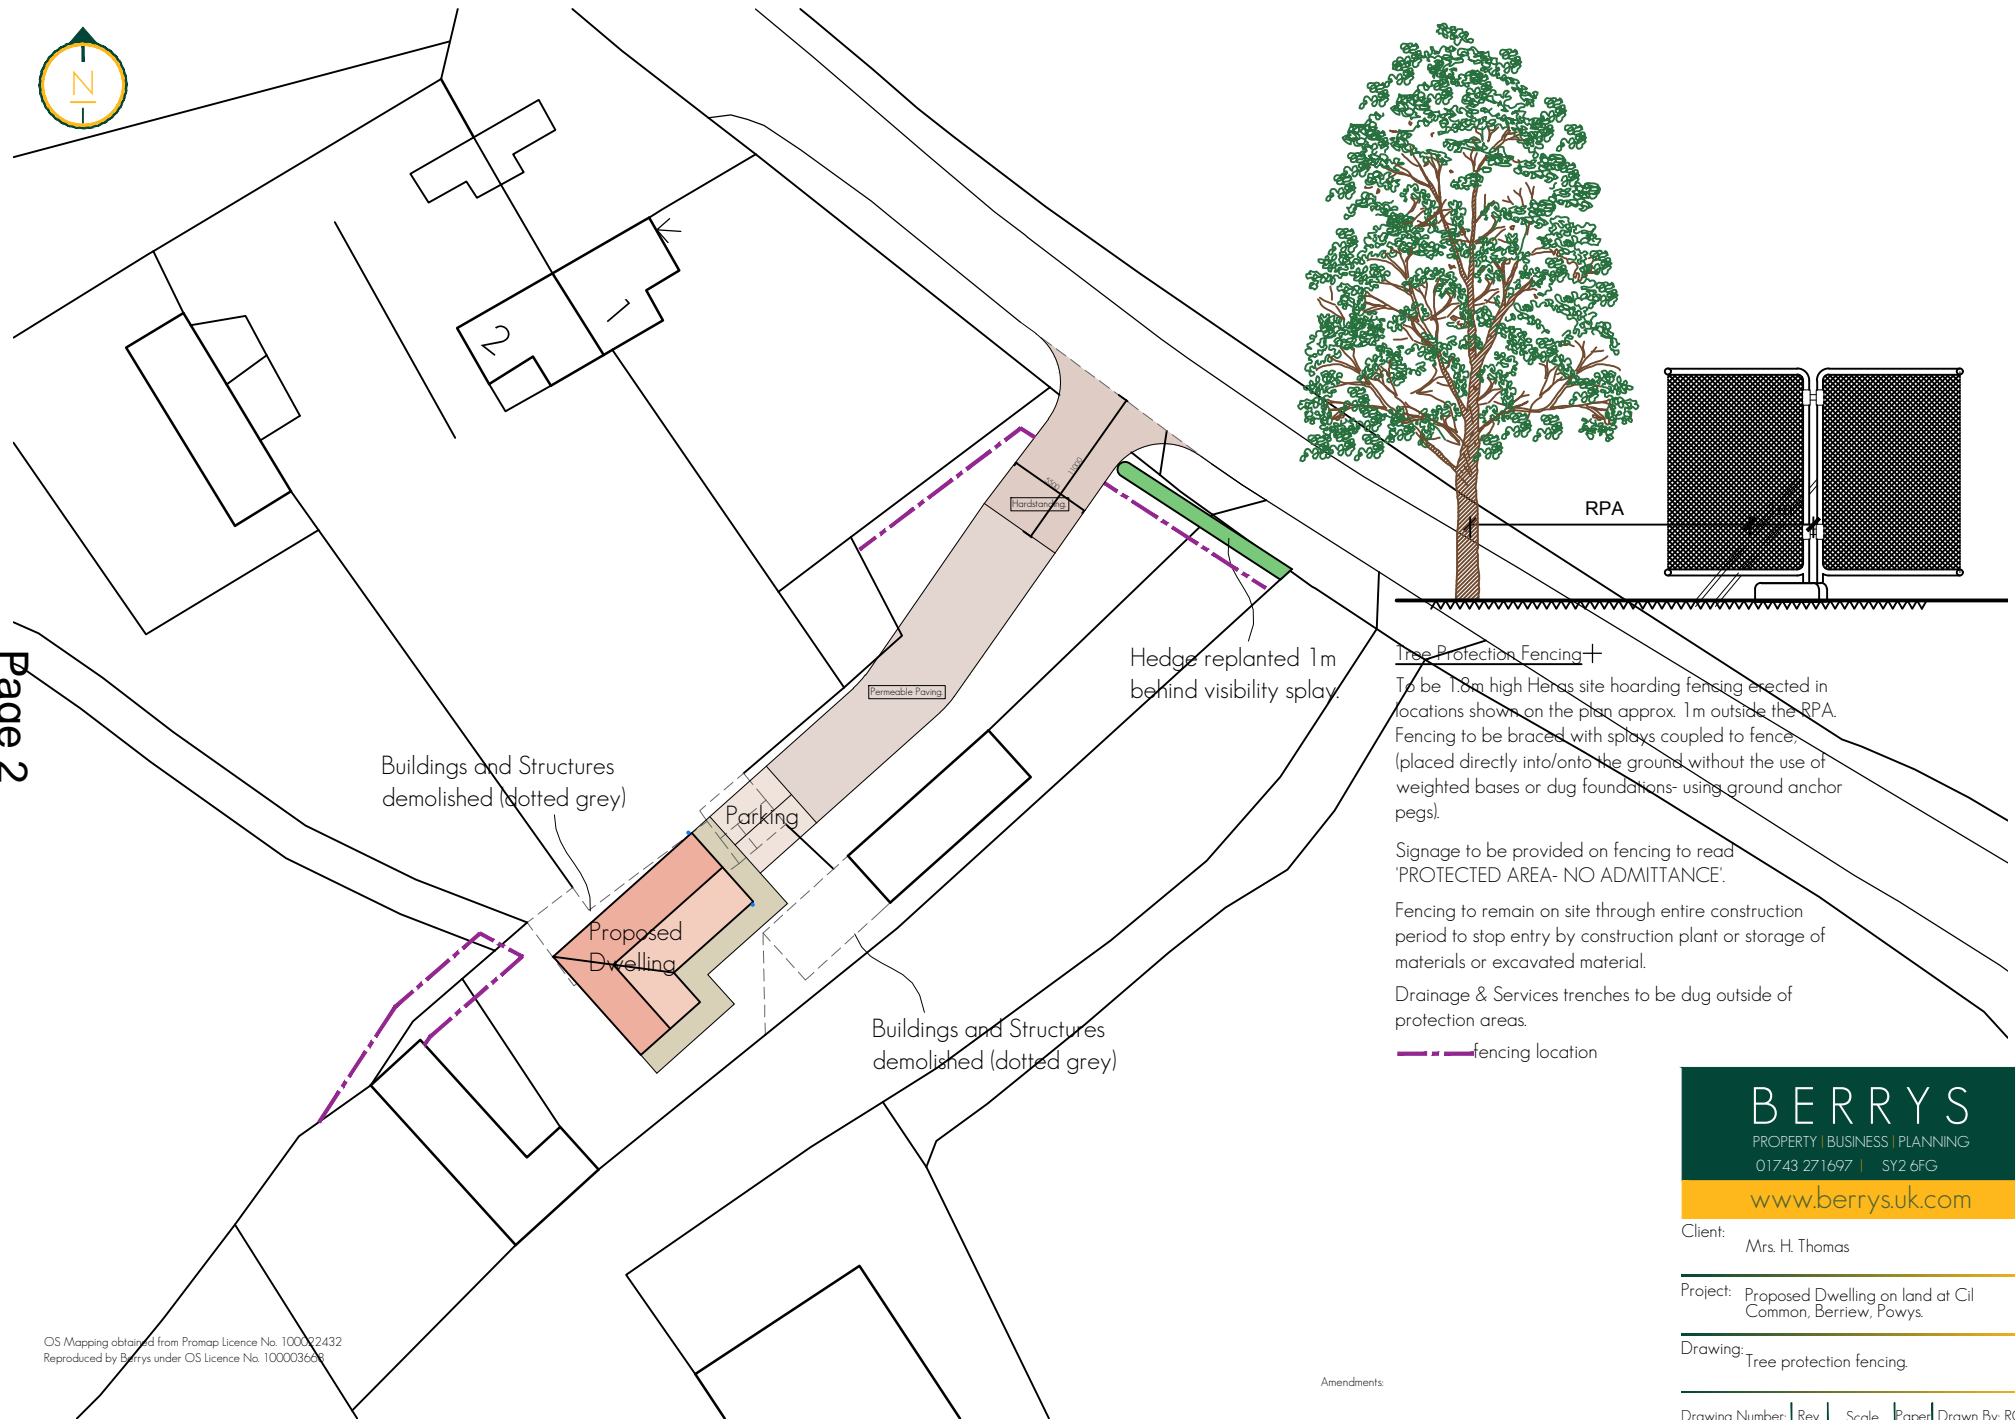 N
2
1
11000
5500
Hardstanding.
Permeable Paving.
RPA
Page 2
Hedge replanted 1m
behind visibility splay.
Buildings and Structures
demolished (dotted grey)
Parking
Proposed
Dwelling
Buildings and Structures
demolished (dotted grey)
Tree Protection Fencing
To be 1.8m high Heras site hoarding fencing erected in
locations shown on the plan approx. 1m outside the RPA.
Fencing to be braced with splays coupled to fence,
(placed directly into/onto the ground without the use of
weighted bases or dug foundations- using ground anchor
pegs).
Signage to be provided on fencing to read
'PROTECTED AREA- NO ADMITTANCE'.
Fencing to remain on site through entire construction
period to stop entry by construction plant or storage of
materials or excavated material.
Drainage & Services trenches to be dug outside of
protection areas.
fencing location
BERRYS
PROPERTY | BUSINESS | PLANNING
01743 271697 | SY2 6FG
www.berrys.uk.com
Client:
Mrs. H. Thomas
Project:
Proposed Dwelling on land at Cil
Common, Berriew, Powys.
Drawing:
Tree protection fencing.
Drawing Number: Rev Scale Paper Drawn By:
Amendments:
OS Mapping obtained from Promap Licence No. 100022432
Reproduced by Berrys under OS Licence No. 100003668